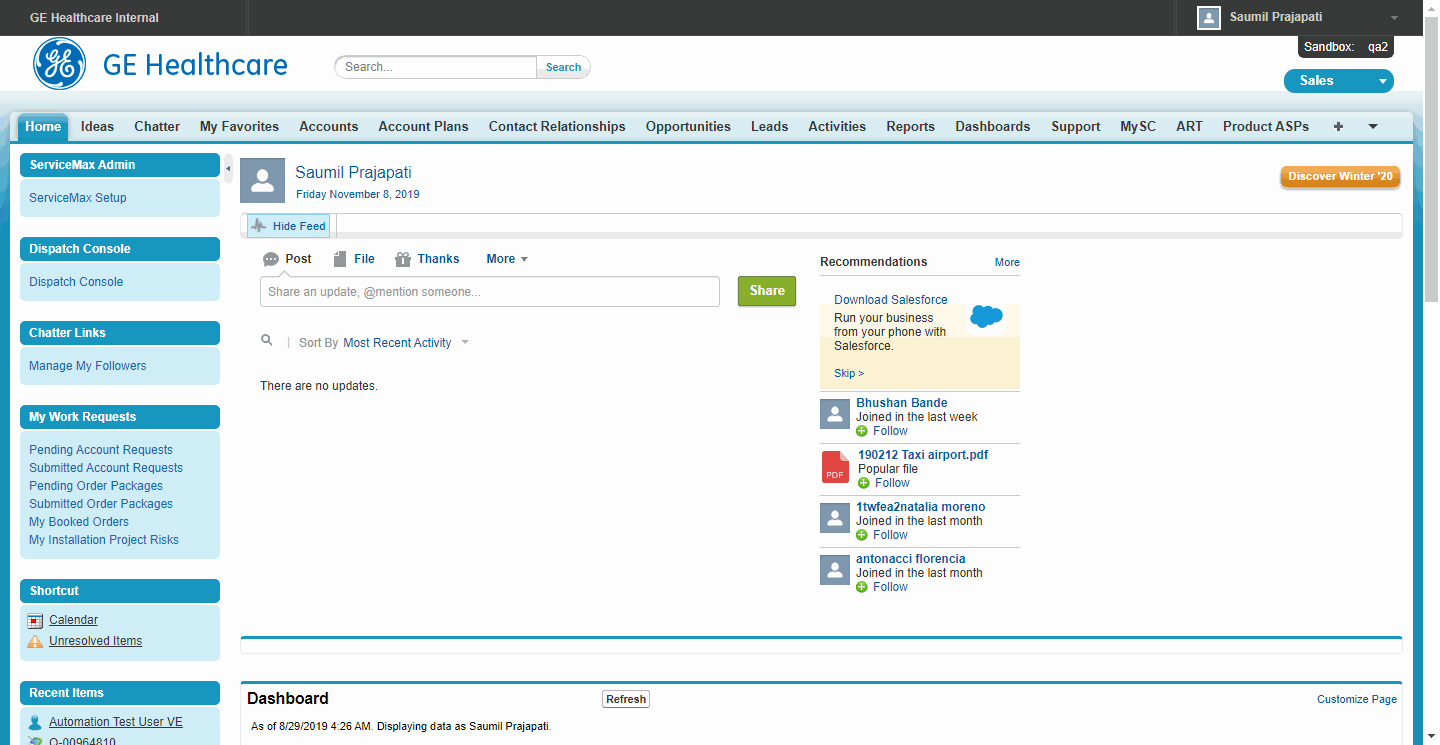 GE Healthcare Internal
Saumil Prajapati
Sandbox: qa2
GE Healthcare
Search...
Search
Sales
Home Ideas Chatter My Favorites Accounts Account Plans Contact Relationships Opportunities Leads Activities Reports Dashboards Support MySC ART Product ASPs +
ServiceMax Admin
ServiceMax Setup
Dispatch Console
Dispatch Console
Chatter Links
Manage My Followers
My Work Requests
Pending Account Requests
Submitted Account Requests
Pending Order Packages
Submitted Order Packages
My Booked Orders
My Installation Project Risks
Shortcut
Calendar
Unresolved Items
Recent Items
Automation Test User VE
Q-00964810
Saumil Prajapati
Friday November 8, 2019
Discover Winter '20
Hide Feed
Post File Thanks More
Share an update, @mention someone...
Share
Sort By Most Recent Activity
There are no updates.
Recommendations More
Download Salesforce
Run your business
from your phone with
Salesforce.
Skip >
Bhushan Bande
Joined in the last week
Follow
PDF
190212 Taxi airport.pdf
Popular file
Follow
1twfea2natalia moreno
Joined in the last month
Follow
antonacci florencia
Joined in the last month
Follow
Dashboard
Refresh
Customize Page
As of 8/29/2019 4:26 AM. Displaying data as Saumil Prajapati.